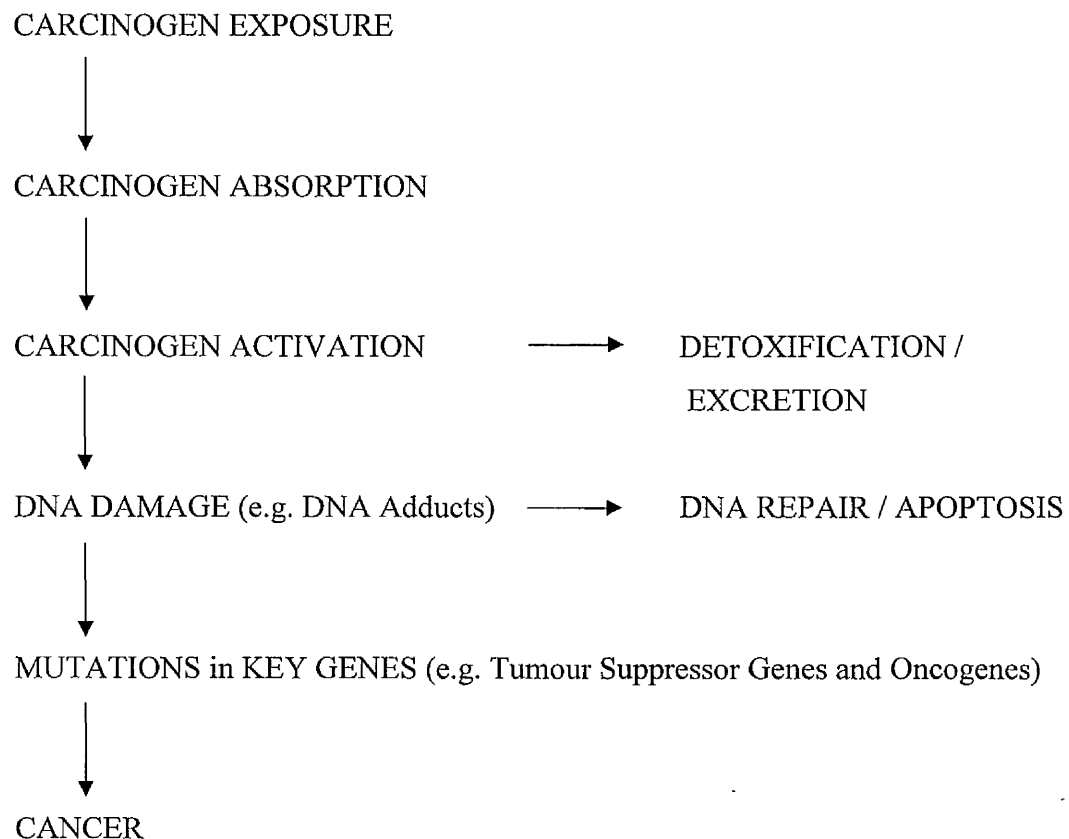 CARCINOGEN EXPOSURE
CARCINOGEN ABSORPTION
CARCINOGEN ACTIVATION
DETOXIFICATION /
EXCRETION
DNA DAMAGE (e.g. DNA Adducts)
DNA REPAIR / APOPTOSIS
MUTATIONS in KEY GENES (e.g. Tumour Suppressor Genes and Oncogenes)
CANCER